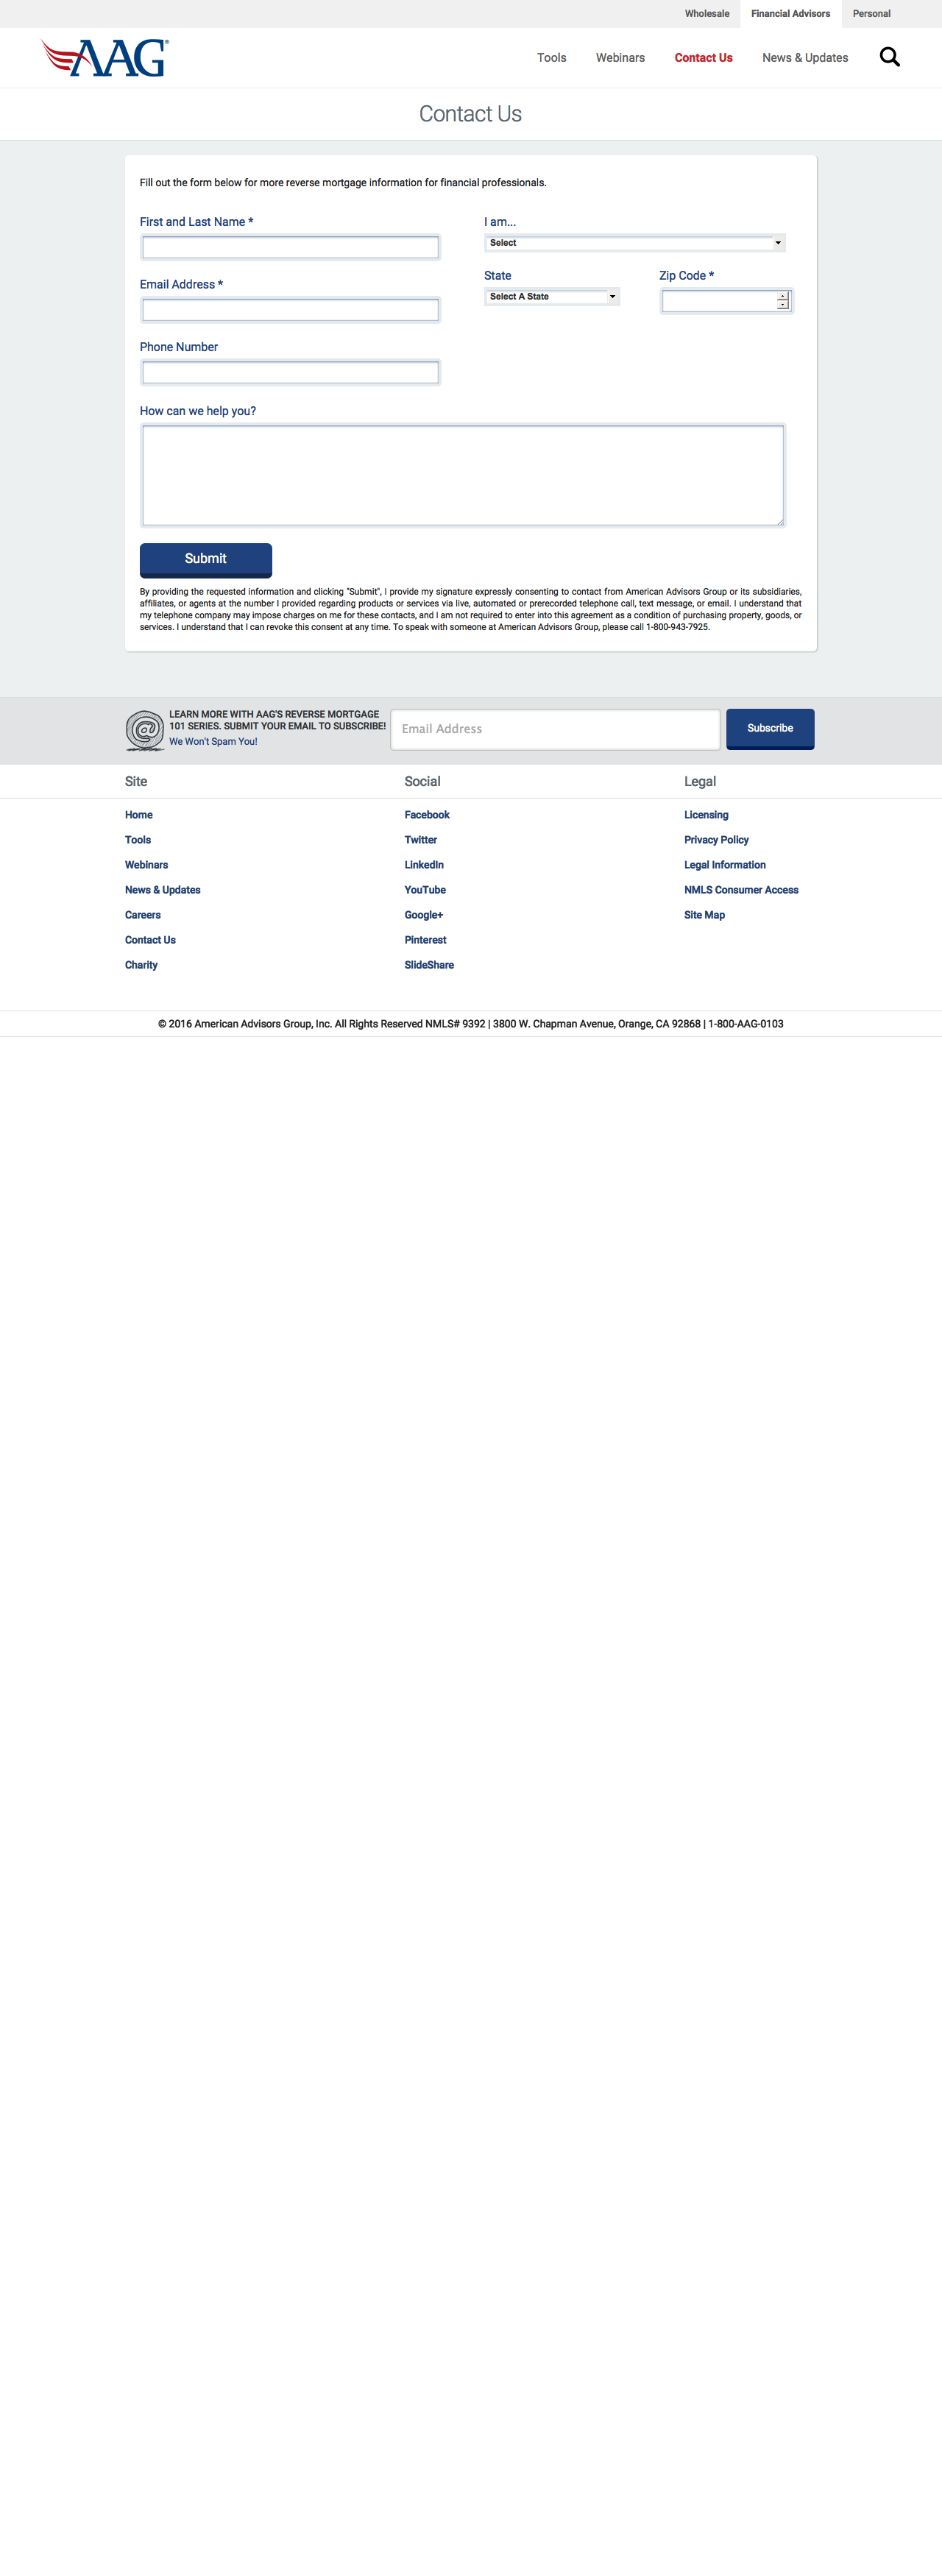 Wholesale Financial Advisors Personal
AAG®
Tools Webinars Contact Us News & Updates
Contact Us
Fill out the form below for more reverse mortgage information for financial professionals.
First and Last Name *
I am...
Select
Email Address *
State
Select A State
Zip Code *
Phone Number
How can we help you?
Submit
By providing the requested information and clicking "Submit", I provide my signature expressly consenting to contact from American Advisors Group or its subsidiaries,
affiliates, or agents at the number I provided regarding products or services via live, automated or prerecorded telephone call, text message, or email. I understand that
my telephone company may impose charges on me for these contacts, and I am not required to enter into this agreement as a condition of purchasing property, goods, or
services. I understand that I can revoke this consent at any time. To speak with someone at American Advisors Group, please call 1-800-943-7925.
@
LEARN MORE WITH AAG'S REVERSE MORTGAGE
101 SERIES. SUBMIT YOUR EMAIL TO SUBSCRIBE!
We Won't Spam You!
Email Address
Subscribe
Site
Home
Tools
Webinars
News & Updates
Careers
Contact Us
Charity
Social
Facebook
Twitter
LinkedIn
YouTube
Google+
Pinterest
SlideShare
Legal
Licensing
Privacy Policy
Legal Information
NMLS Consumer Access
Site Map
© 2016 American Advisors Group, Inc. All Rights Reserved NMLS# 9392 | 3800 W. Chapman Avenue, Orange, CA 92868 | 1-800-AAG-0103